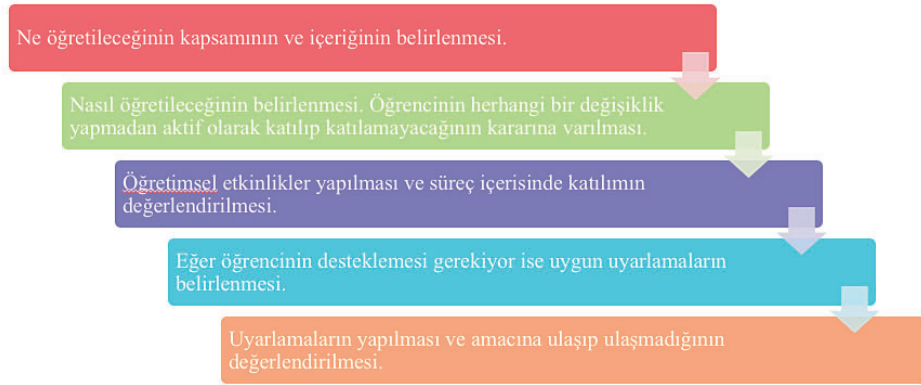 Ne öğretileceğinin kapsamının ve içeriğinin belirlenmesi.
Nasıl öğretileceğinin belirlenmesi. Öğrencinin herhangi bir değişiklik
yapmadan aktif olarak katılıp katılamayacağının kararına varılması.
Öğretimsel etkinlikler yapılması ve süreç içerisinde katılımın
değerlendirilmesi.
Eğer öğrencinin desteklemesi gerekiyor ise uygun uyarlamaların
belirlenmesi.
Uyarlamaların yapılması ve amacına ulaşıp ulaşmadığının
değerlendirilmesi.